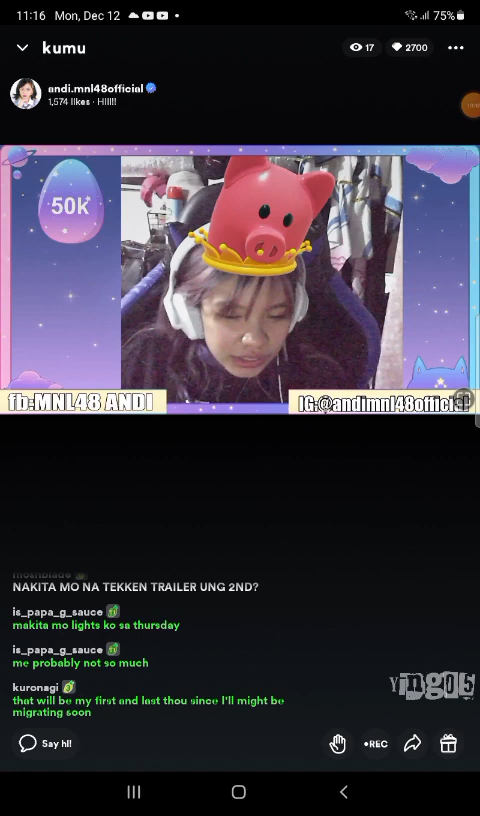 11:16 Mon, Dec 12 • 75%
kumu 17 2700
andi.mnl48official
1,574 likes · HIII!!
50K
fb:MNL48 ANDI
IG:@andimnl48official
moshblade
NAKITA MO NA TEKKEN TRAILER UNG 2ND?
is_papa_g_sauce
makita mo lights ko sa thursday
is_papa_g_sauce
me probably not so much
kuronagi
that will be my first and last thou since I'll might be
migrating soon
Yingo5
Say hi! •REC